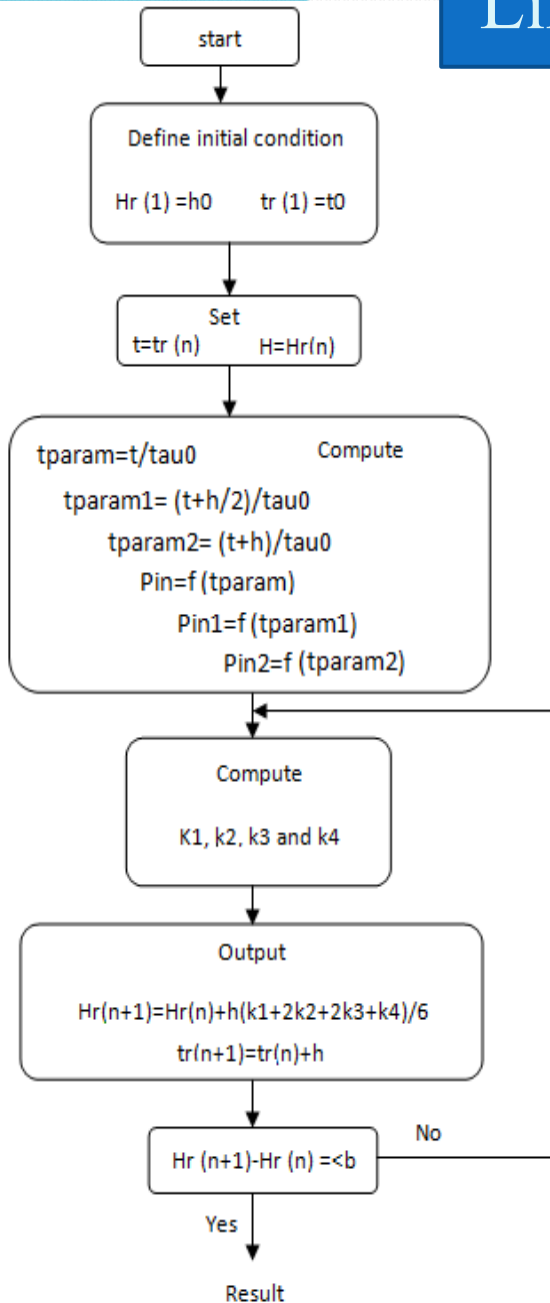 start
Define initial condition
Hr (1) =h0 tr (1) =t0
Set
t=tr (n) H=Hr(n)
tparam=t/tau0 Compute
tparam1= (t+h/2)/tau0
tparam2= (t+h)/tau0
Pin=f (tparam)
Pin1=f (tparam1)
Pin2=f (tparam2)
Compute
K1, k2, k3 and k4
Output
Hr(n+1)=Hr(n)+h(k1+2k2+2k3+k4)/6
tr(n+1)=tr(n)+h
Hr (n+1)-Hr (n) =<b
No
Yes
Result